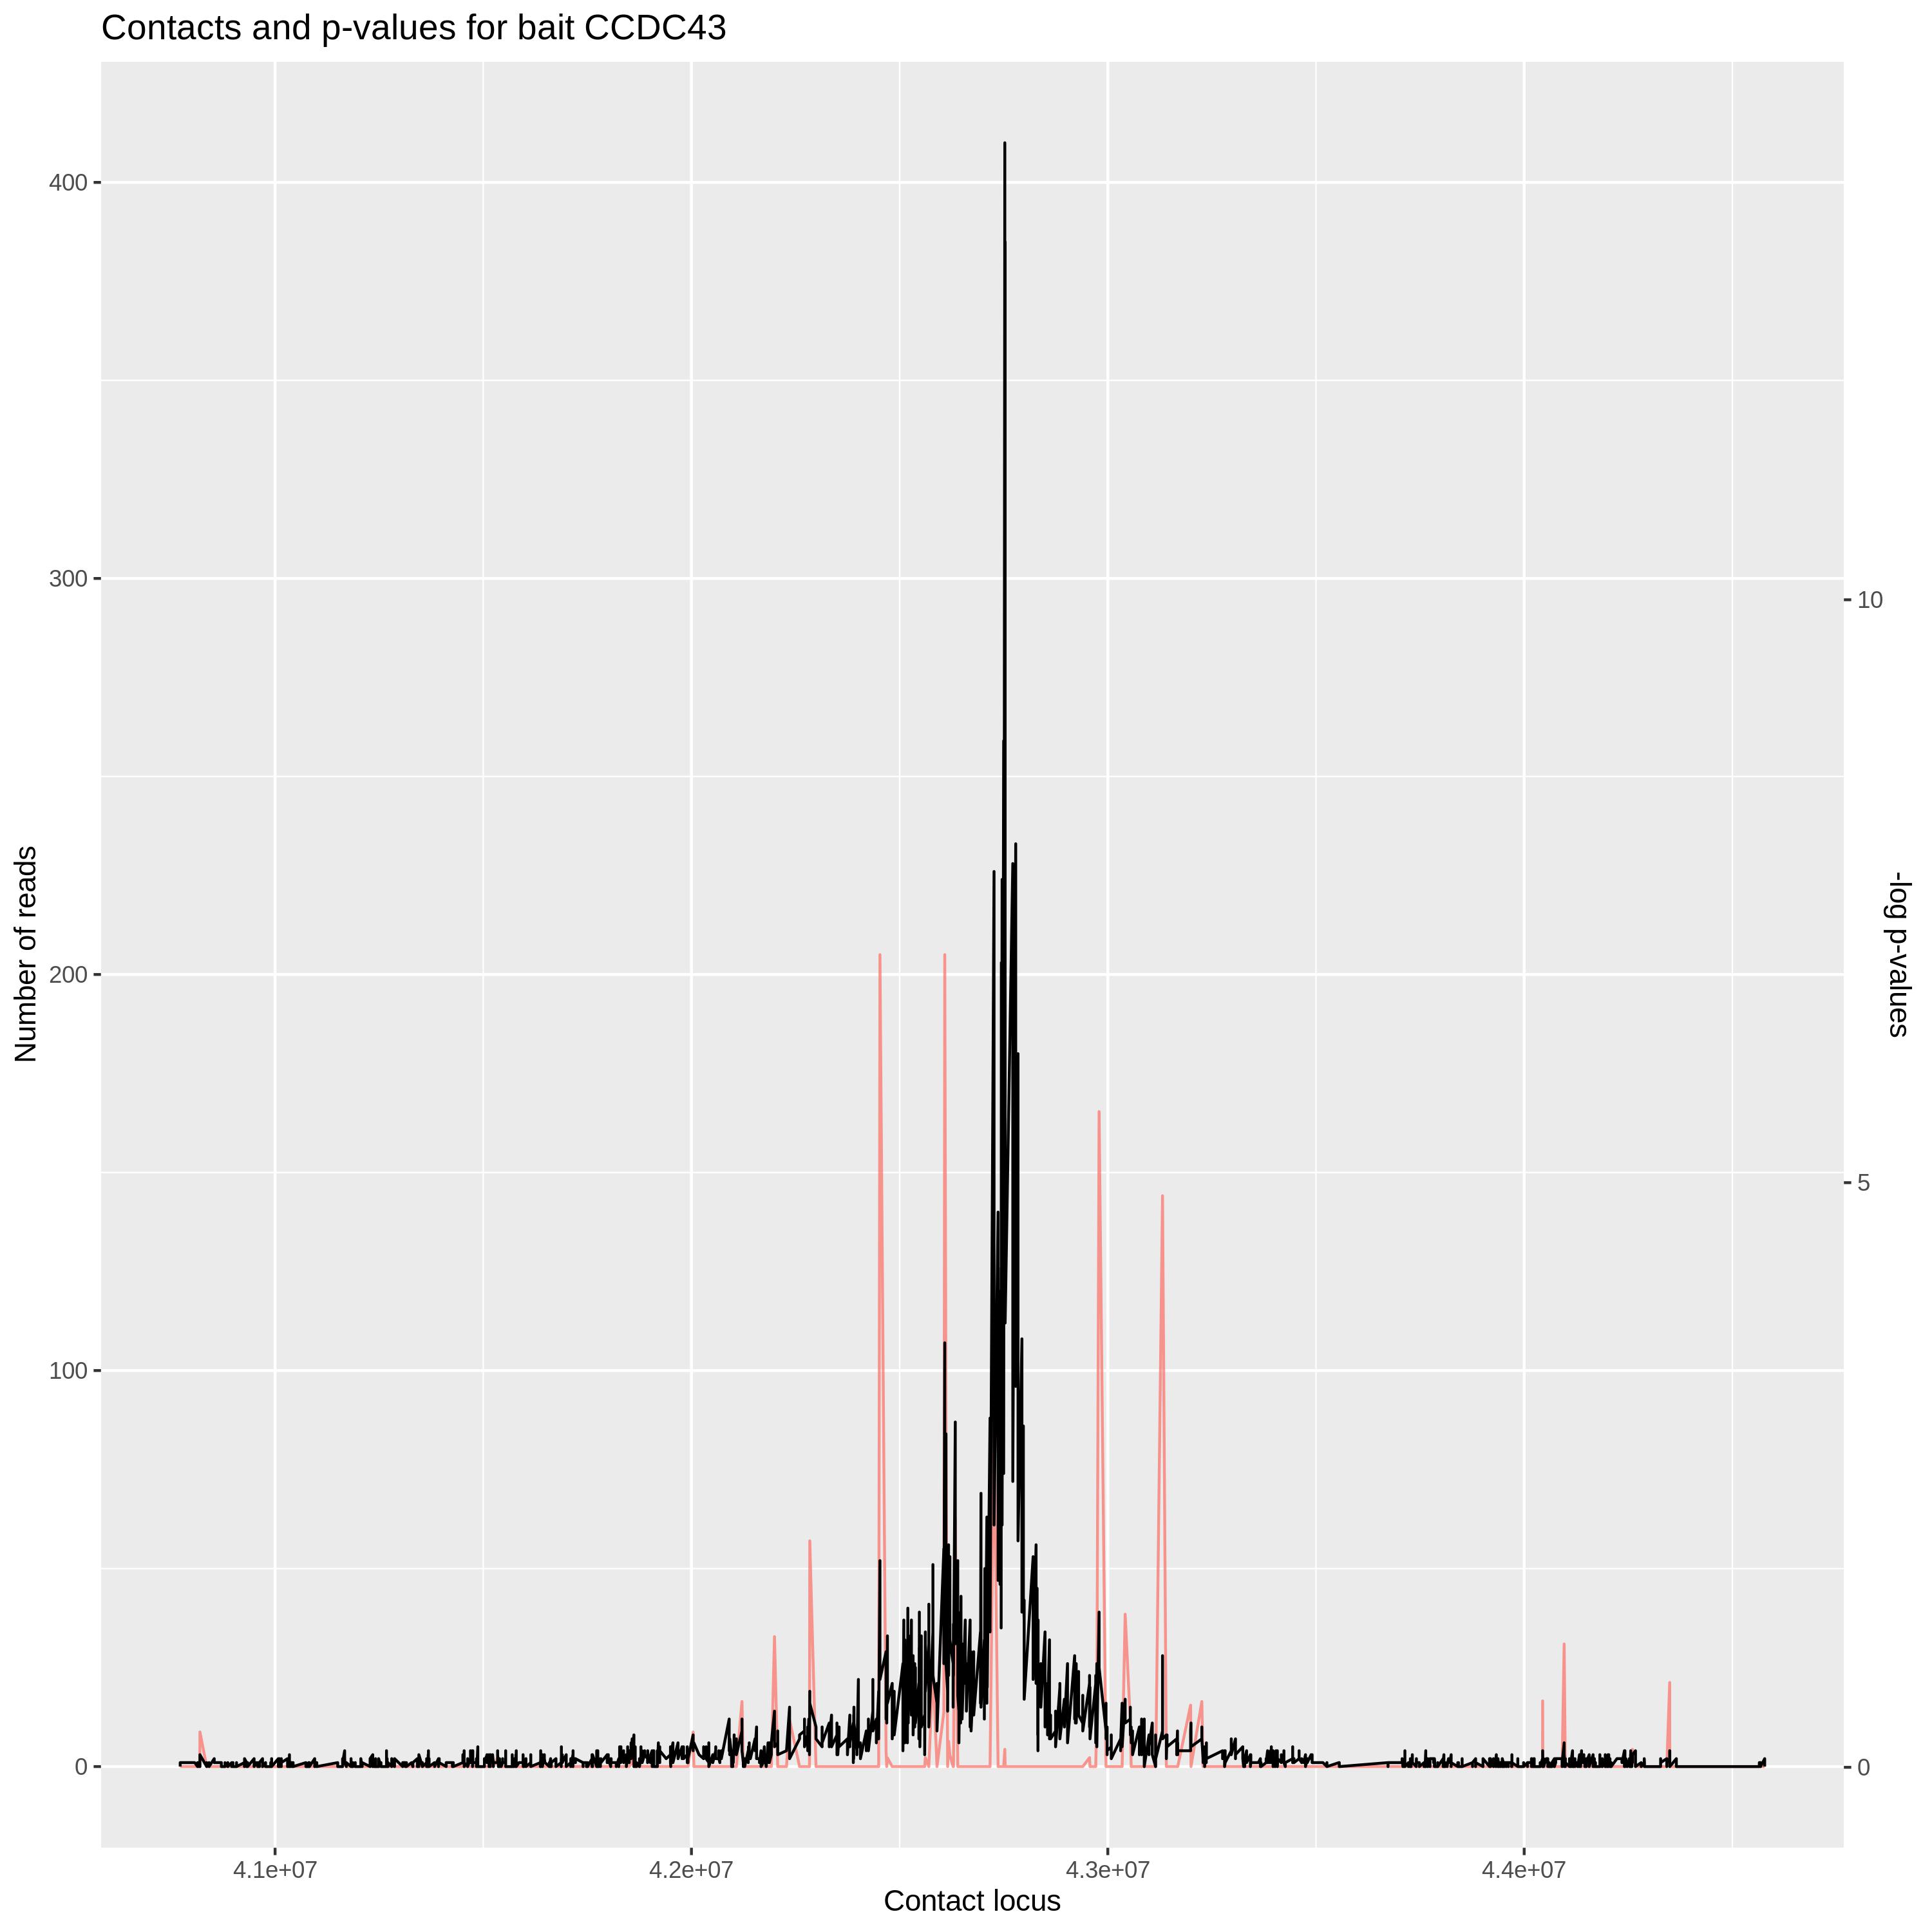 Contacts and p-values for bait CCDC43
400
300
200
100
0
10
5
0
Number of reads
-log p-values
4.1e+07 4.2e+07 4.3e+07 4.4e+07
Contact locus